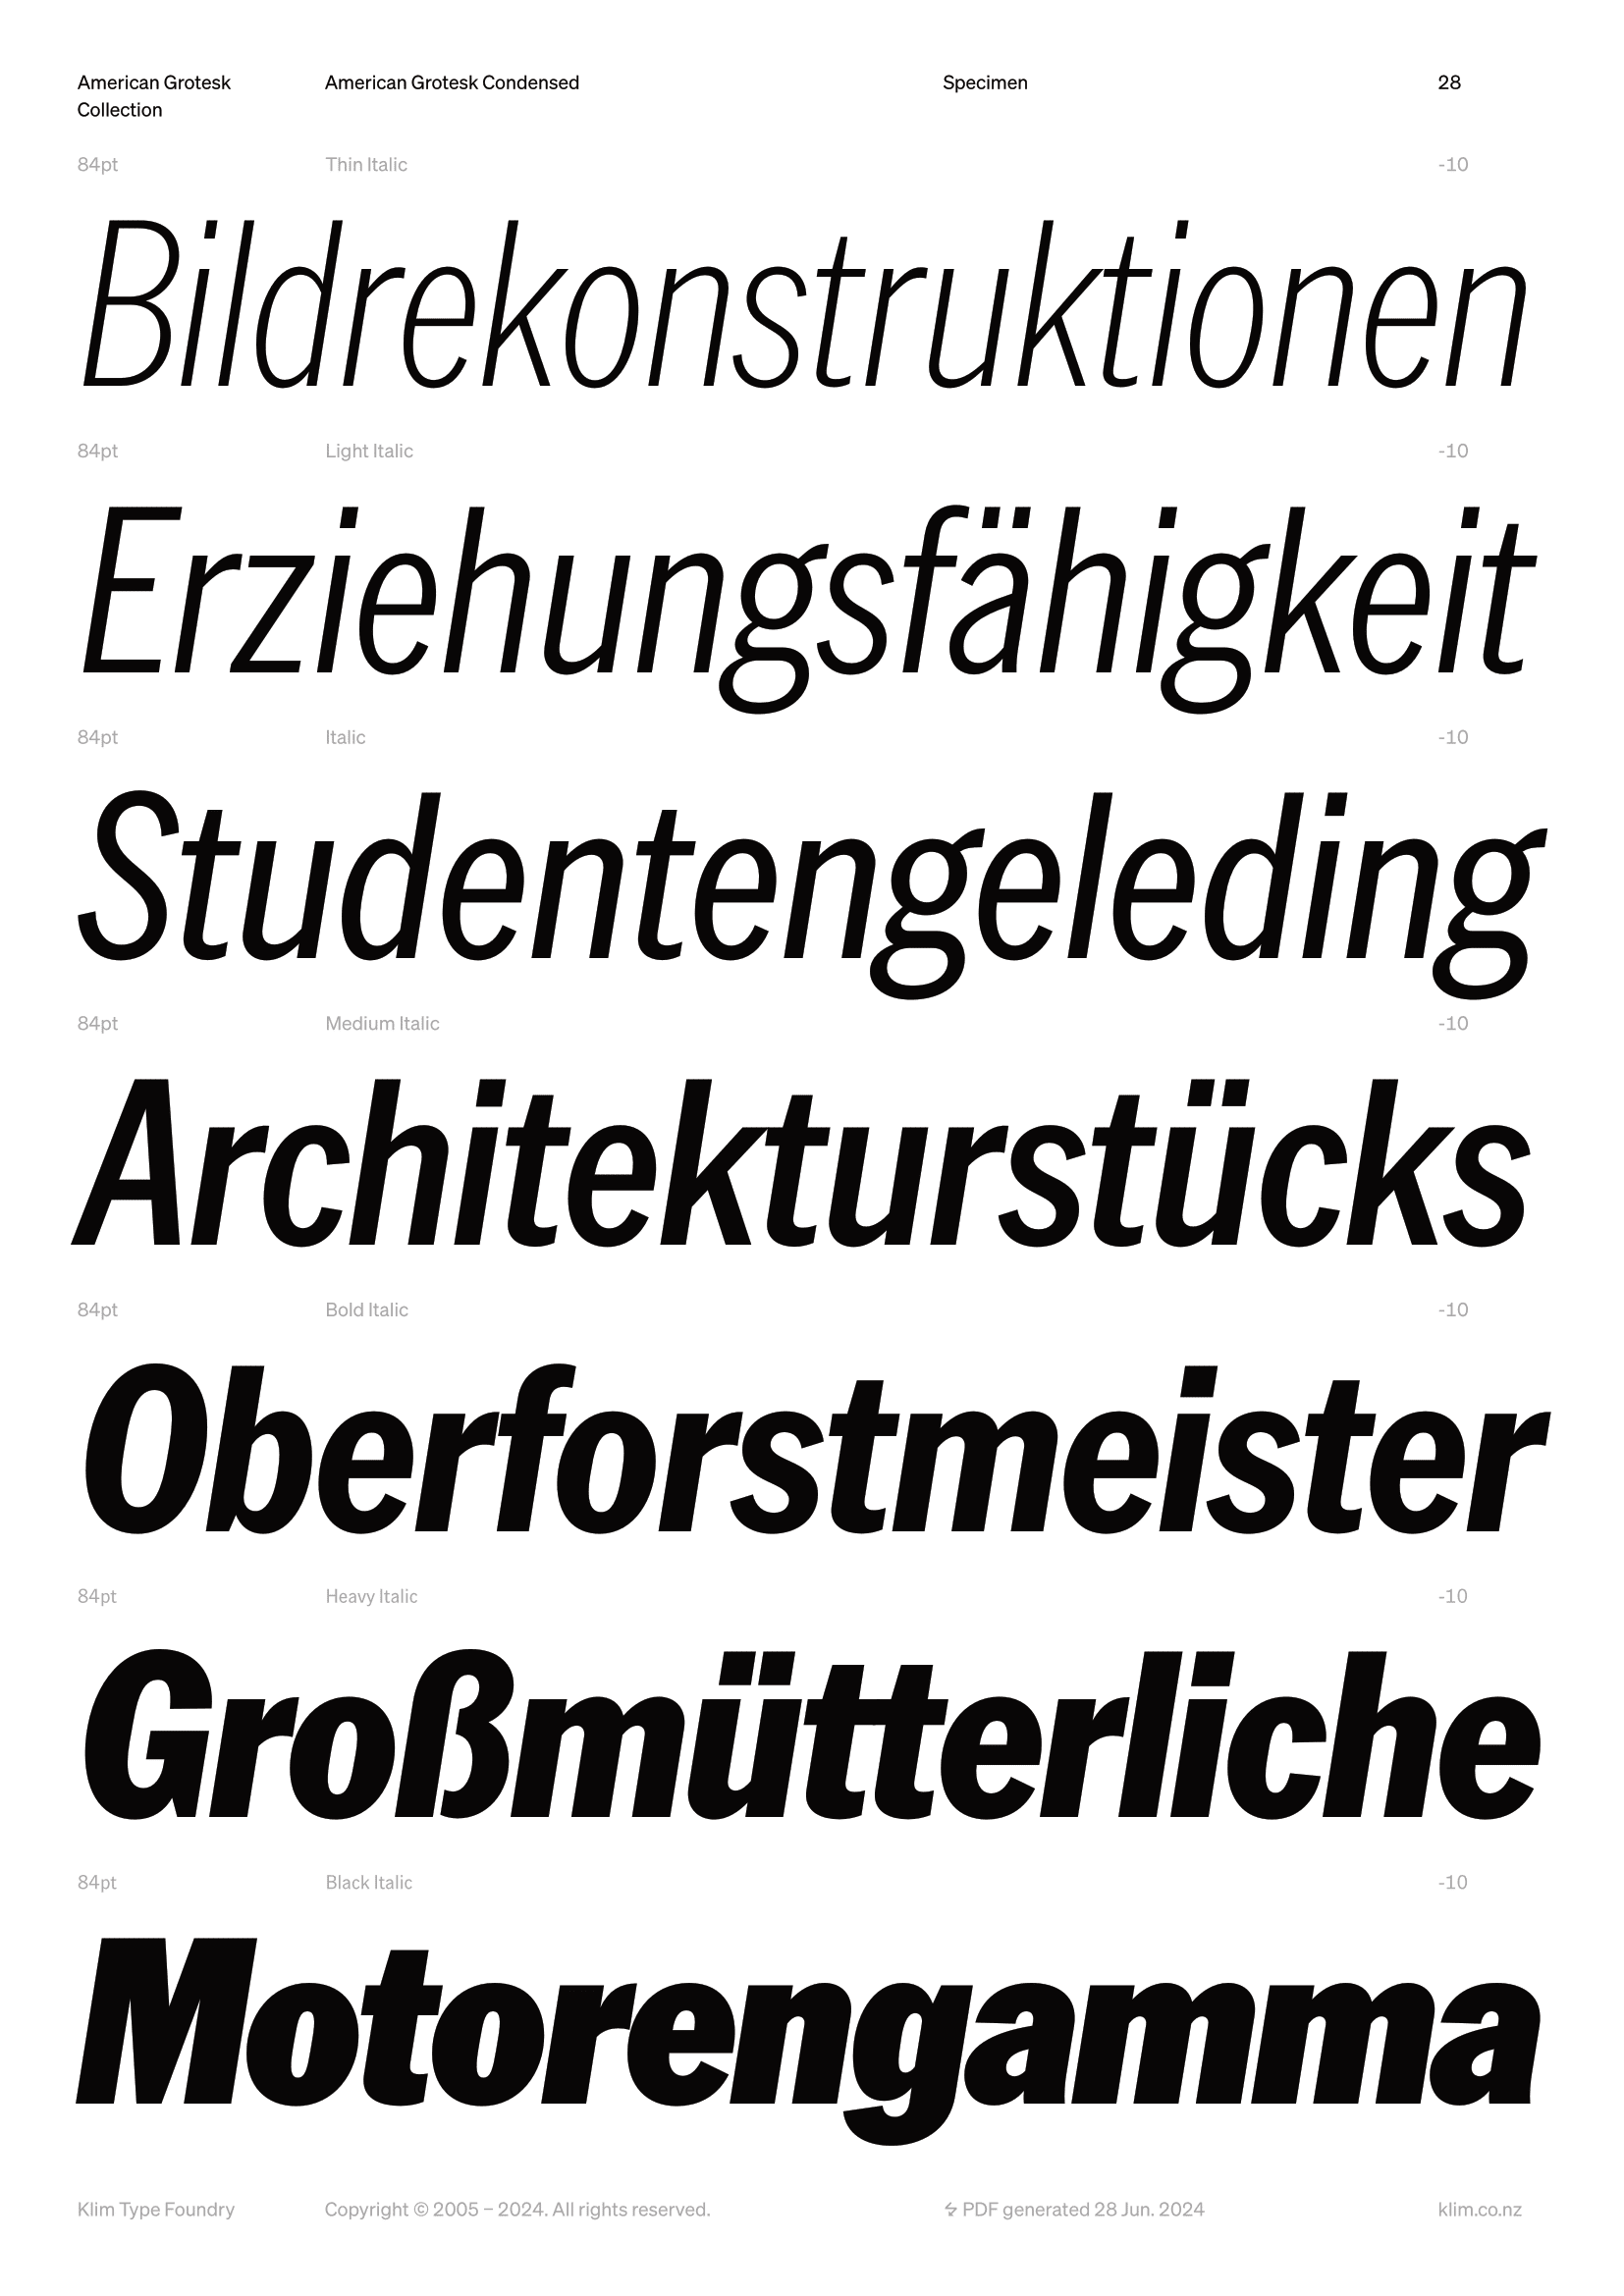 American Grotesk Collection American Grotesk Condensed Specimen 28
84pt Thin Italic -10
Bildrekonstruktionen
84pt Light Italic -10
Erziehungsfähigkeit
84pt Italic -10
Studentengeleding
84pt Medium Italic -10
Architekturstücks
84pt Bold Italic -10
Oberforstmeister
84pt Heavy Italic -10
Großmütterliche
84pt Black Italic -10
Motorengamma
Klim Type Foundry Copyright © 2005 – 2024. All rights reserved. PDF generated 28 Jun. 2024 klim.co.nz